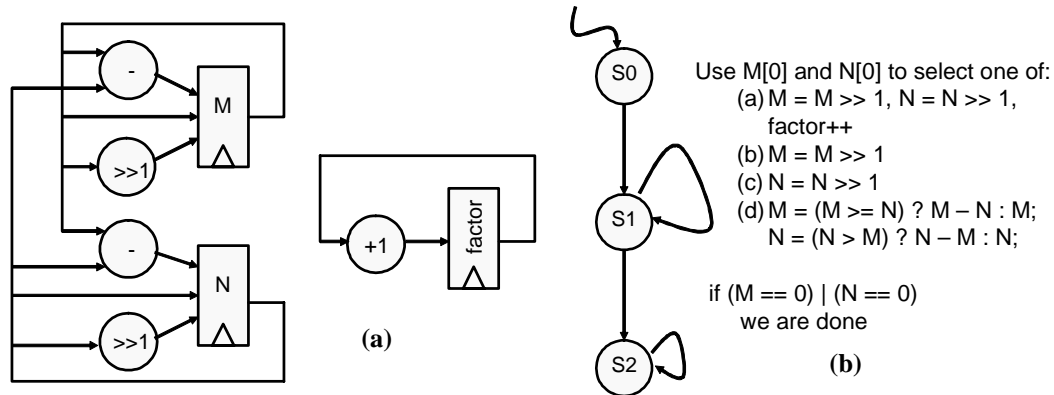 -
M
>>1
-
N
>>1
+1
factor
(a)
S0
S1
S2
Use M[0] and N[0] to select one of:
(a) M = M >> 1, N = N >> 1,
factor++
(b) M = M >> 1
(c) N = N >> 1
(d) M = (M >= N) ? M – N : M;
N = (N > M) ? N – M : N;
if (M == 0) | (N == 0)
we are done
(b)